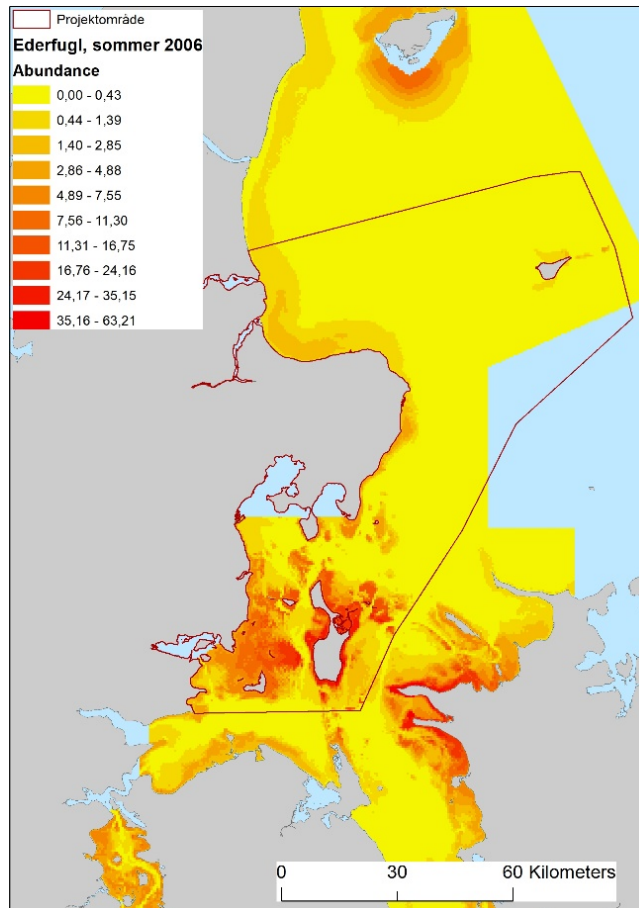 Projektområde
Ederfugl, sommer 2006
Abundance
0,00 - 0,43
0,44 - 1,39
1,40 - 2,85
2,86 - 4,88
4,89 - 7,55
7,56 - 11,30
11,31 - 16,75
16,76 - 24,16
24,17 - 35,15
35,16 - 63,21
0 30 60 Kilometers